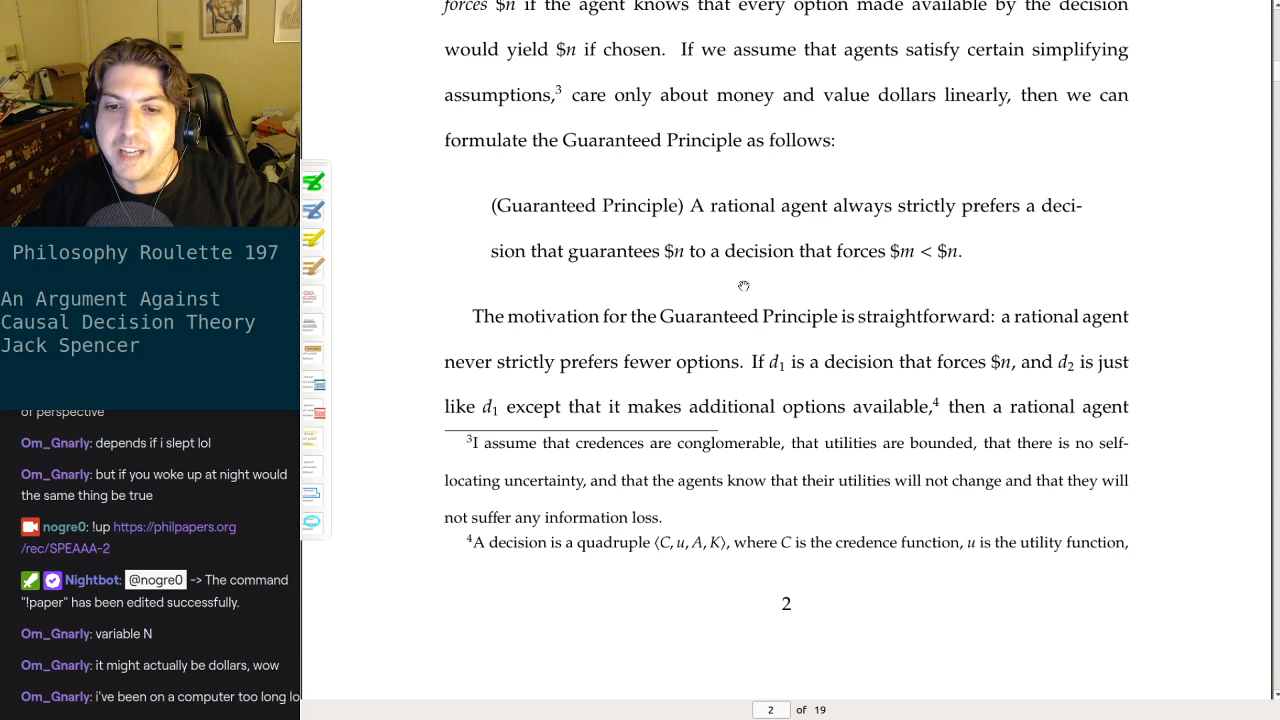 forces $n if the agent knows that every option made available by the decision
would yield $n if chosen. If we assume that agents satisfy certain simplifying
assumptions,³ care only about money and value dollars linearly, then we can
formulate the Guaranteed Principle as follows:
(Guaranteed Principle) A rational agent always strictly prefers a deci-
sion that guarantees $n to a decision that forces $m < $n.
The motivation for the Guaranteed Principle is straightforward: a rational agent
never strictly prefers fewer options. If d₁ is a decision that forces $n, and d₂ is just
like d₁ except that it makes additional options available,⁴ then a rational agent
³I assume that credences are conglomerable, that utilities are bounded, that there is no self-
locating uncertainty, and that the agents know that their utilities will not change and that they will
not suffer any information loss.
⁴A decision is a quadruple ⟨C, u, A, K⟩, where C is the credence function, u is the utility function,
2
2 of 19
Philosophy Roulette 197
An Argument Against
Causal Decision Theory
Jack Spencer
of perspective
Om_Gnarly: depends if i slept lol
Om_Gnarly: but if you woke up at night would
the same thing be true
nogre0: !up https://philpapers.org
/rec/SPEAAA-2
Nightbot: @nogre0 -> The command
"!paper" has been edited successfully.
Om_Gnarly: variable N
Om_Gnarly: it might actually be dollars, wow
Om_Gnarly: i've been on a computer too long lo